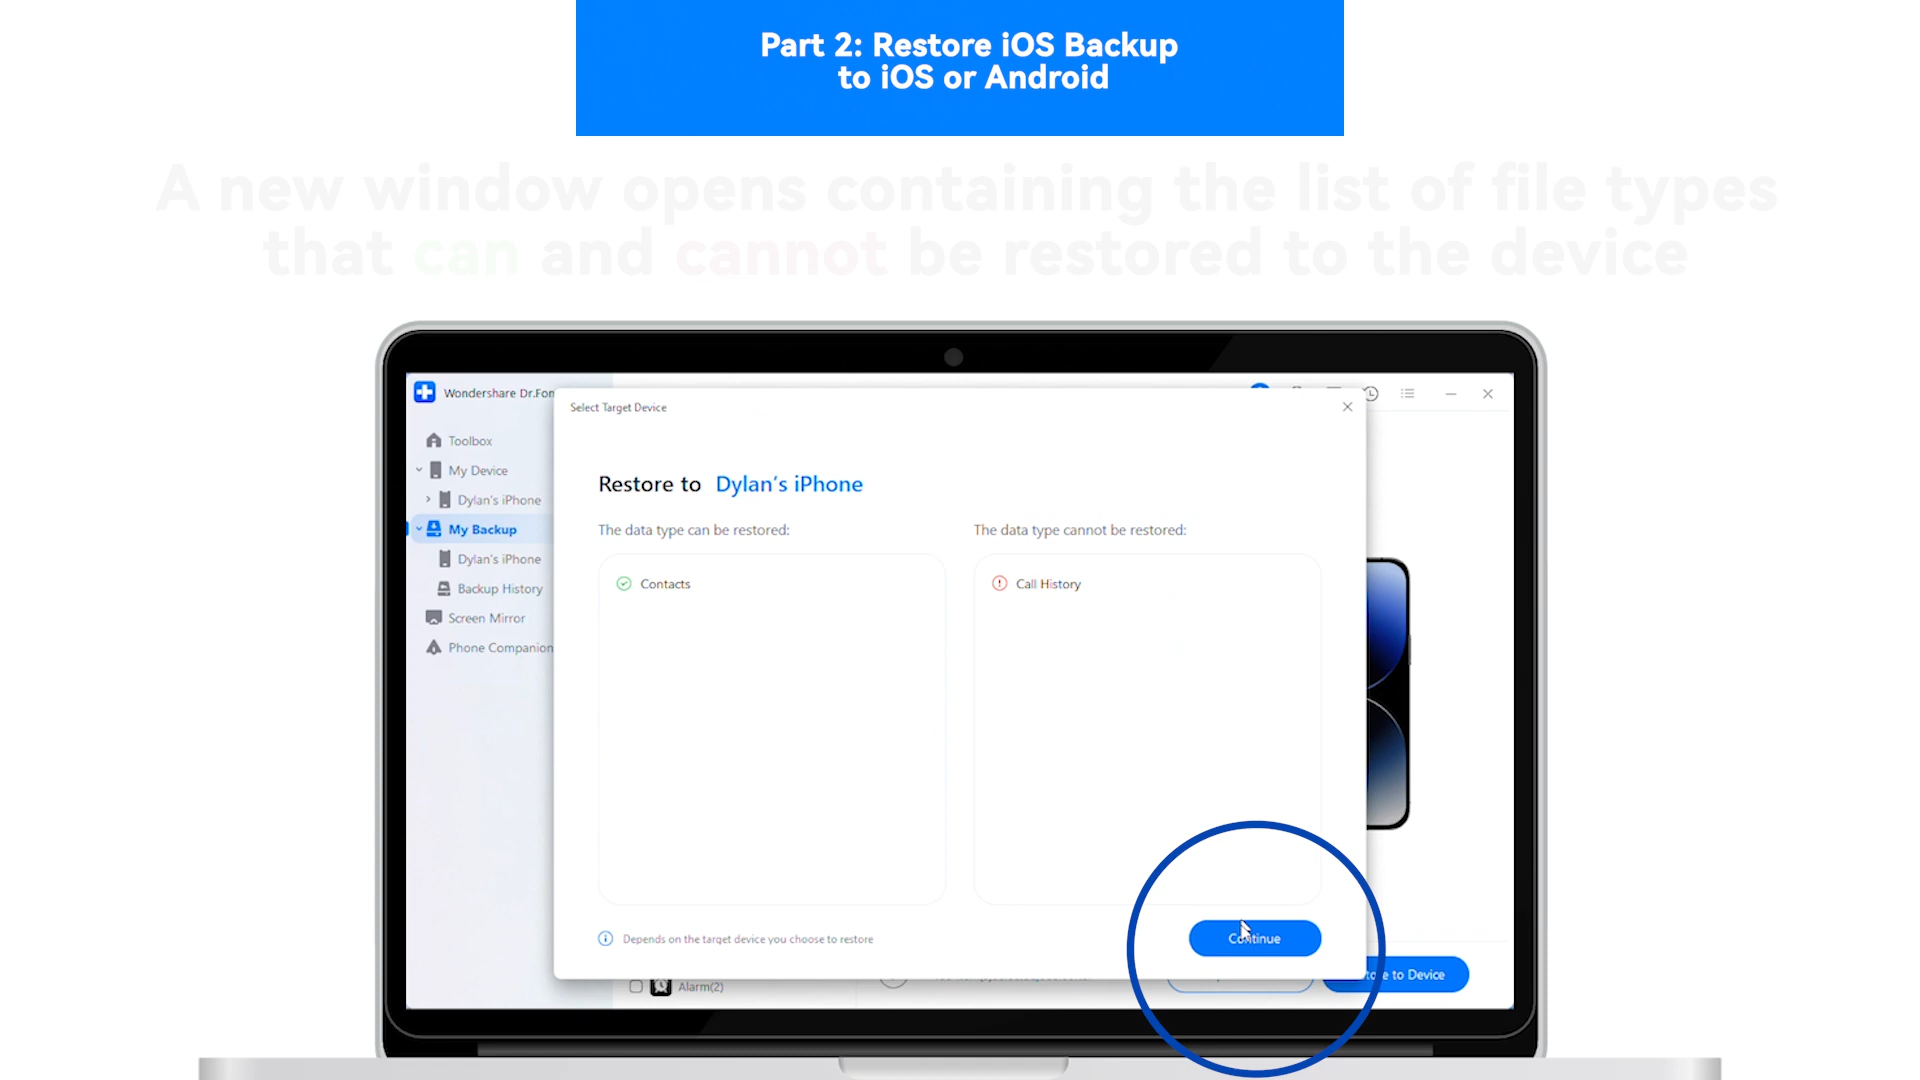 Part 2: Restore iOS Backup
to iOS or Android
A new window opens containing the list of file types
that can and cannot be restored to the device
Wondershare Dr.Fon
Select Target Device
Toolbox
My Device
Dylan's iPhone
My Backup
Dylan's iPhone
Backup History
Screen Mirror
Phone Companion
Restore to Dylan's iPhone
The data type can be restored:
The data type cannot be restored:
Contacts
Call History
Depends on the target device you choose to restore
Continue
Alarm(2)
to Device